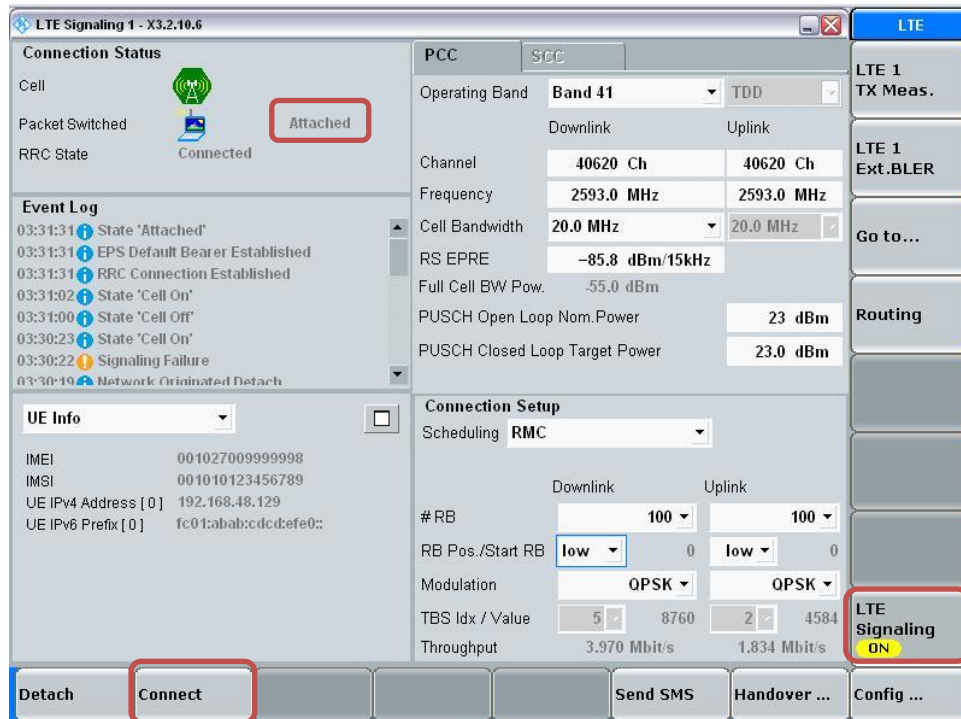 LTE Signaling 1 - X3.2.10.6
LTE
Connection Status
Cell
Packet Switched Attached
RRC State Connected
Event Log
03:31:31 State 'Attached'
03:31:31 EPS Default Bearer Established
03:31:31 RRC Connection Established
03:31:02 State 'Cell On'
03:31:00 State 'Cell Off'
03:30:23 State 'Cell On'
03:30:22 Signaling Failure
03:30:19 Network Originated Detach
UE Info
IMEI 001027009999998
IMSI 001010123456789
UE IPv4 Address [ 0 ] 192.168.48.129
UE IPv6 Prefix [ 0 ] fc01:abab:cdcd:efe0::
PCC SCC
Operating Band Band 41 TDD
Downlink Uplink
Channel 40620 Ch 40620 Ch
Frequency 2593.0 MHz 2593.0 MHz
Cell Bandwidth 20.0 MHz 20.0 MHz
RS EPRE -85.8 dBm/15kHz
Full Cell BW Pow. -55.0 dBm
PUSCH Open Loop Nom.Power 23 dBm
PUSCH Closed Loop Target Power 23.0 dBm
Connection Setup
Scheduling RMC
Downlink Uplink
# RB 100 100
RB Pos./Start RB low 0 low 0
Modulation QPSK QPSK
TBS Idx / Value 5 8760 2 4584
Throughput 3.970 Mbit/s 1.834 Mbit/s
LTE 1
TX Meas.
LTE 1
Ext.BLER
Go to...
Routing
LTE
Signaling
ON
Detach Connect Send SMS Handover ... Config ...